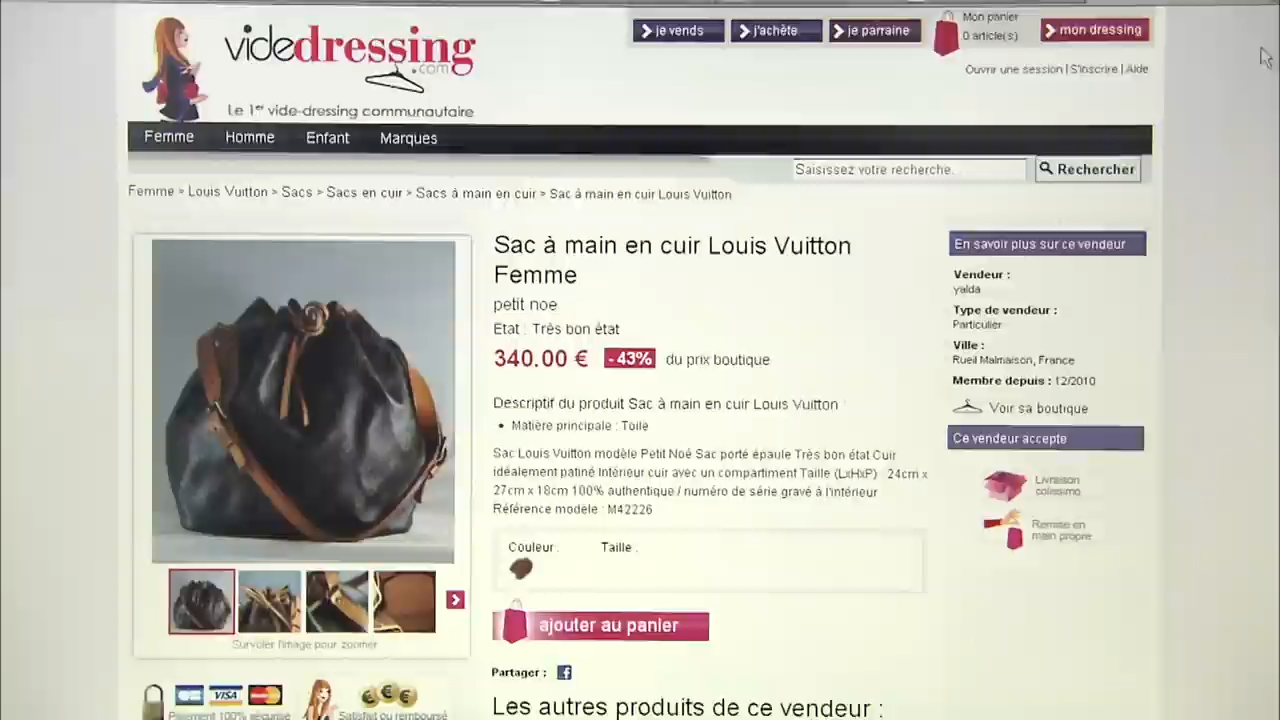 videdressing
.com
Le 1er vide-dressing communautaire
je vends
j'achète
je parraine
Mon panier
0 article(s)
mon dressing
Ouvrir une session | S'inscrire | Aide
Femme
Homme
Enfant
Marques
Saisissez votre recherche.
Rechercher
Femme > Louis Vuitton > Sacs > Sacs en cuir > Sacs à main en cuir > Sac à main en cuir Louis Vuitton
Sac à main en cuir Louis Vuitton
Femme
petit noe
Etat : Très bon état
340.00 € - 43% du prix boutique
Descriptif du produit Sac à main en cuir Louis Vuitton
• Matière principale : Toile
Sac Louis Vuitton modèle Petit Noé Sac porté épaule Très bon état Cuir
idéalement patiné Intérieur cuir avec un compartiment Taille (LxHxP) : 24cm x
27cm x 18cm 100% authentique / numéro de série gravé à l'intérieur
Référence modèle : M42226
Couleur :
Taille :
ajouter au panier
Partager :
Les autres produits de ce vendeur :
En savoir plus sur ce vendeur
Vendeur :
yalda
Type de vendeur :
Particulier
Ville :
Rueil Malmaison, France
Membre depuis : 12/2010
Voir sa boutique
Ce vendeur accepte
Livraison
colissimo
Remise en
main propre
Survoler l'image pour zoomer
VISA
Paiement 100% sécurisé
Satisfait ou remboursé